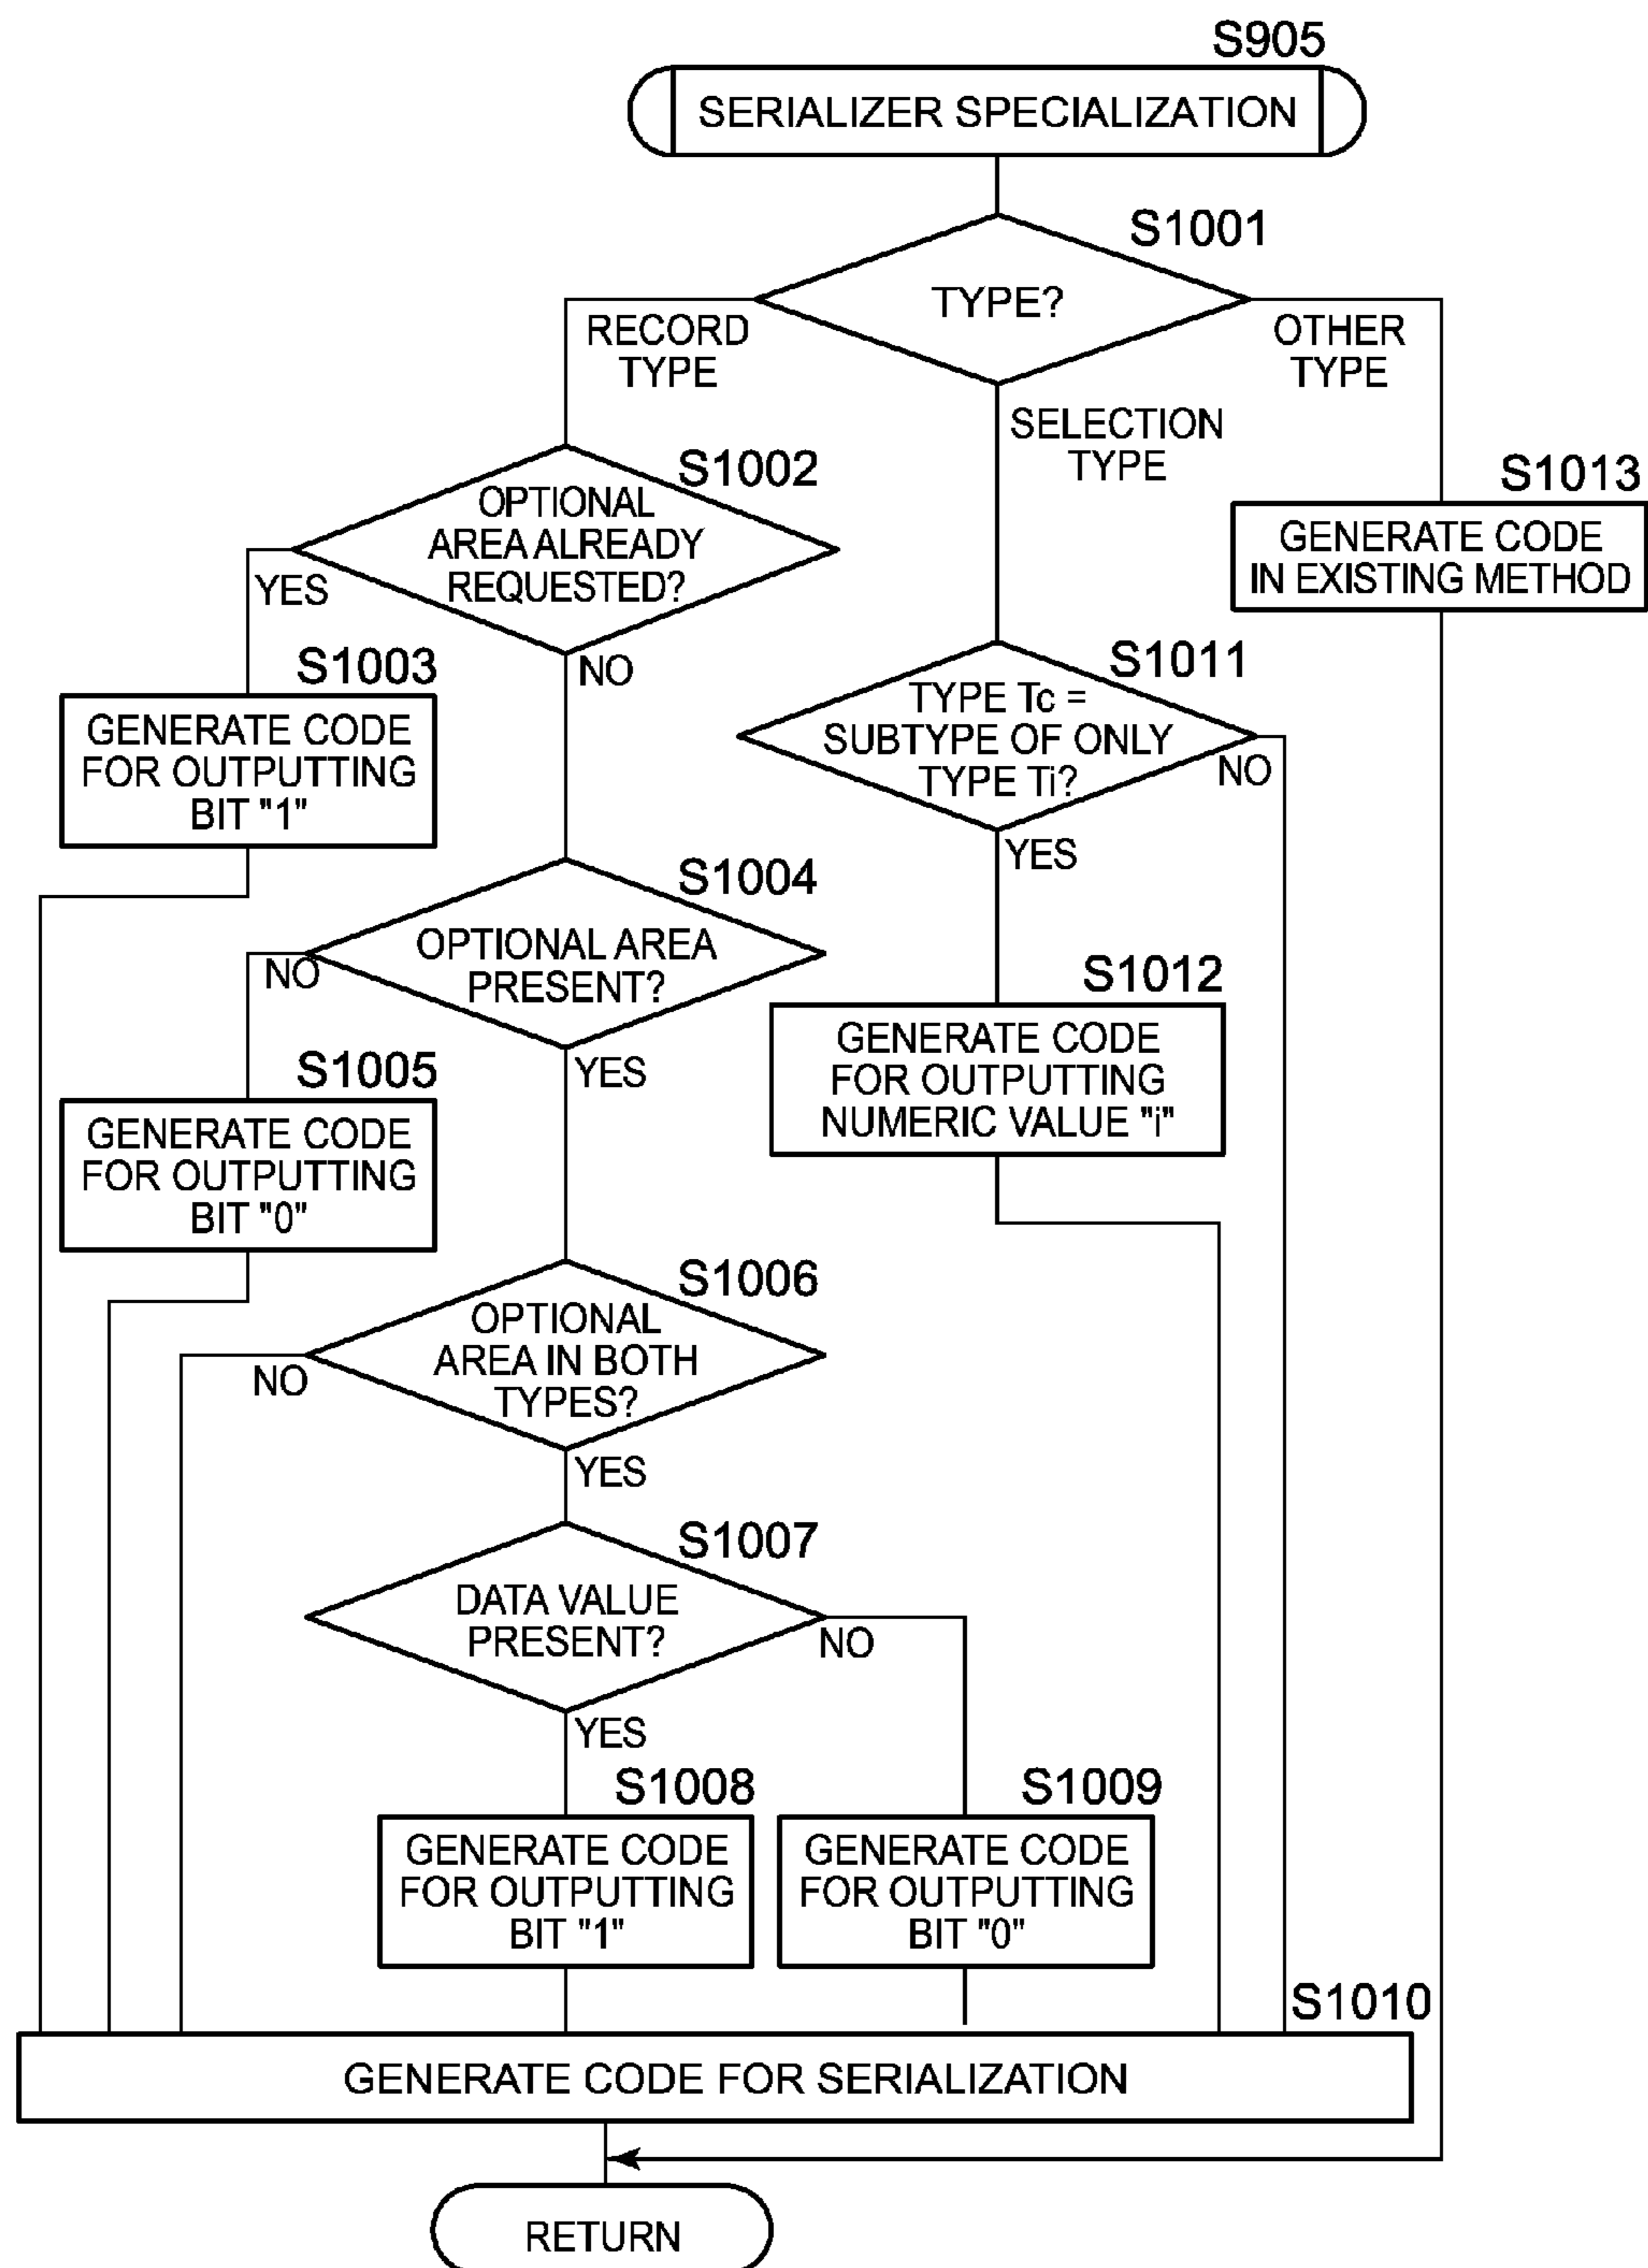 S905
SERIALIZER SPECIALIZATION
S1001
TYPE?
RECORD
TYPE
OTHER
TYPE
SELECTION
TYPE
S1002
OPTIONAL
AREA ALREADY
REQUESTED?
YES
NO
S1013
GENERATE CODE
IN EXISTING METHOD
S1003
GENERATE CODE
FOR OUTPUTTING
BIT "1"
S1011
TYPE Tc =
SUBTYPE OF ONLY
TYPE Ti?
NO
YES
S1004
OPTIONAL AREA
PRESENT?
NO
YES
S1012
GENERATE CODE
FOR OUTPUTTING
NUMERIC VALUE "i"
S1005
GENERATE CODE
FOR OUTPUTTING
BIT "0"
S1006
OPTIONAL
AREA IN BOTH
TYPES?
NO
YES
S1007
DATA VALUE
PRESENT?
NO
YES
S1008
GENERATE CODE
FOR OUTPUTTING
BIT "1"
S1009
GENERATE CODE
FOR OUTPUTTING
BIT "0"
S1010
GENERATE CODE FOR SERIALIZATION
RETURN